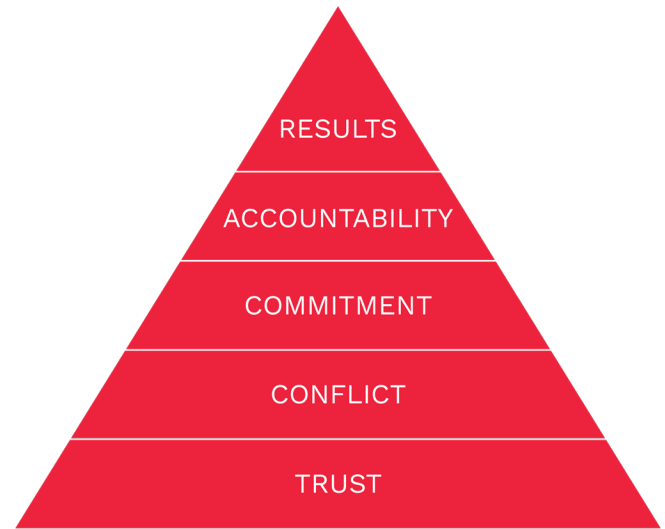 RESULTS
ACCOUNTABILITY
COMMITMENT
CONFLICT
TRUST